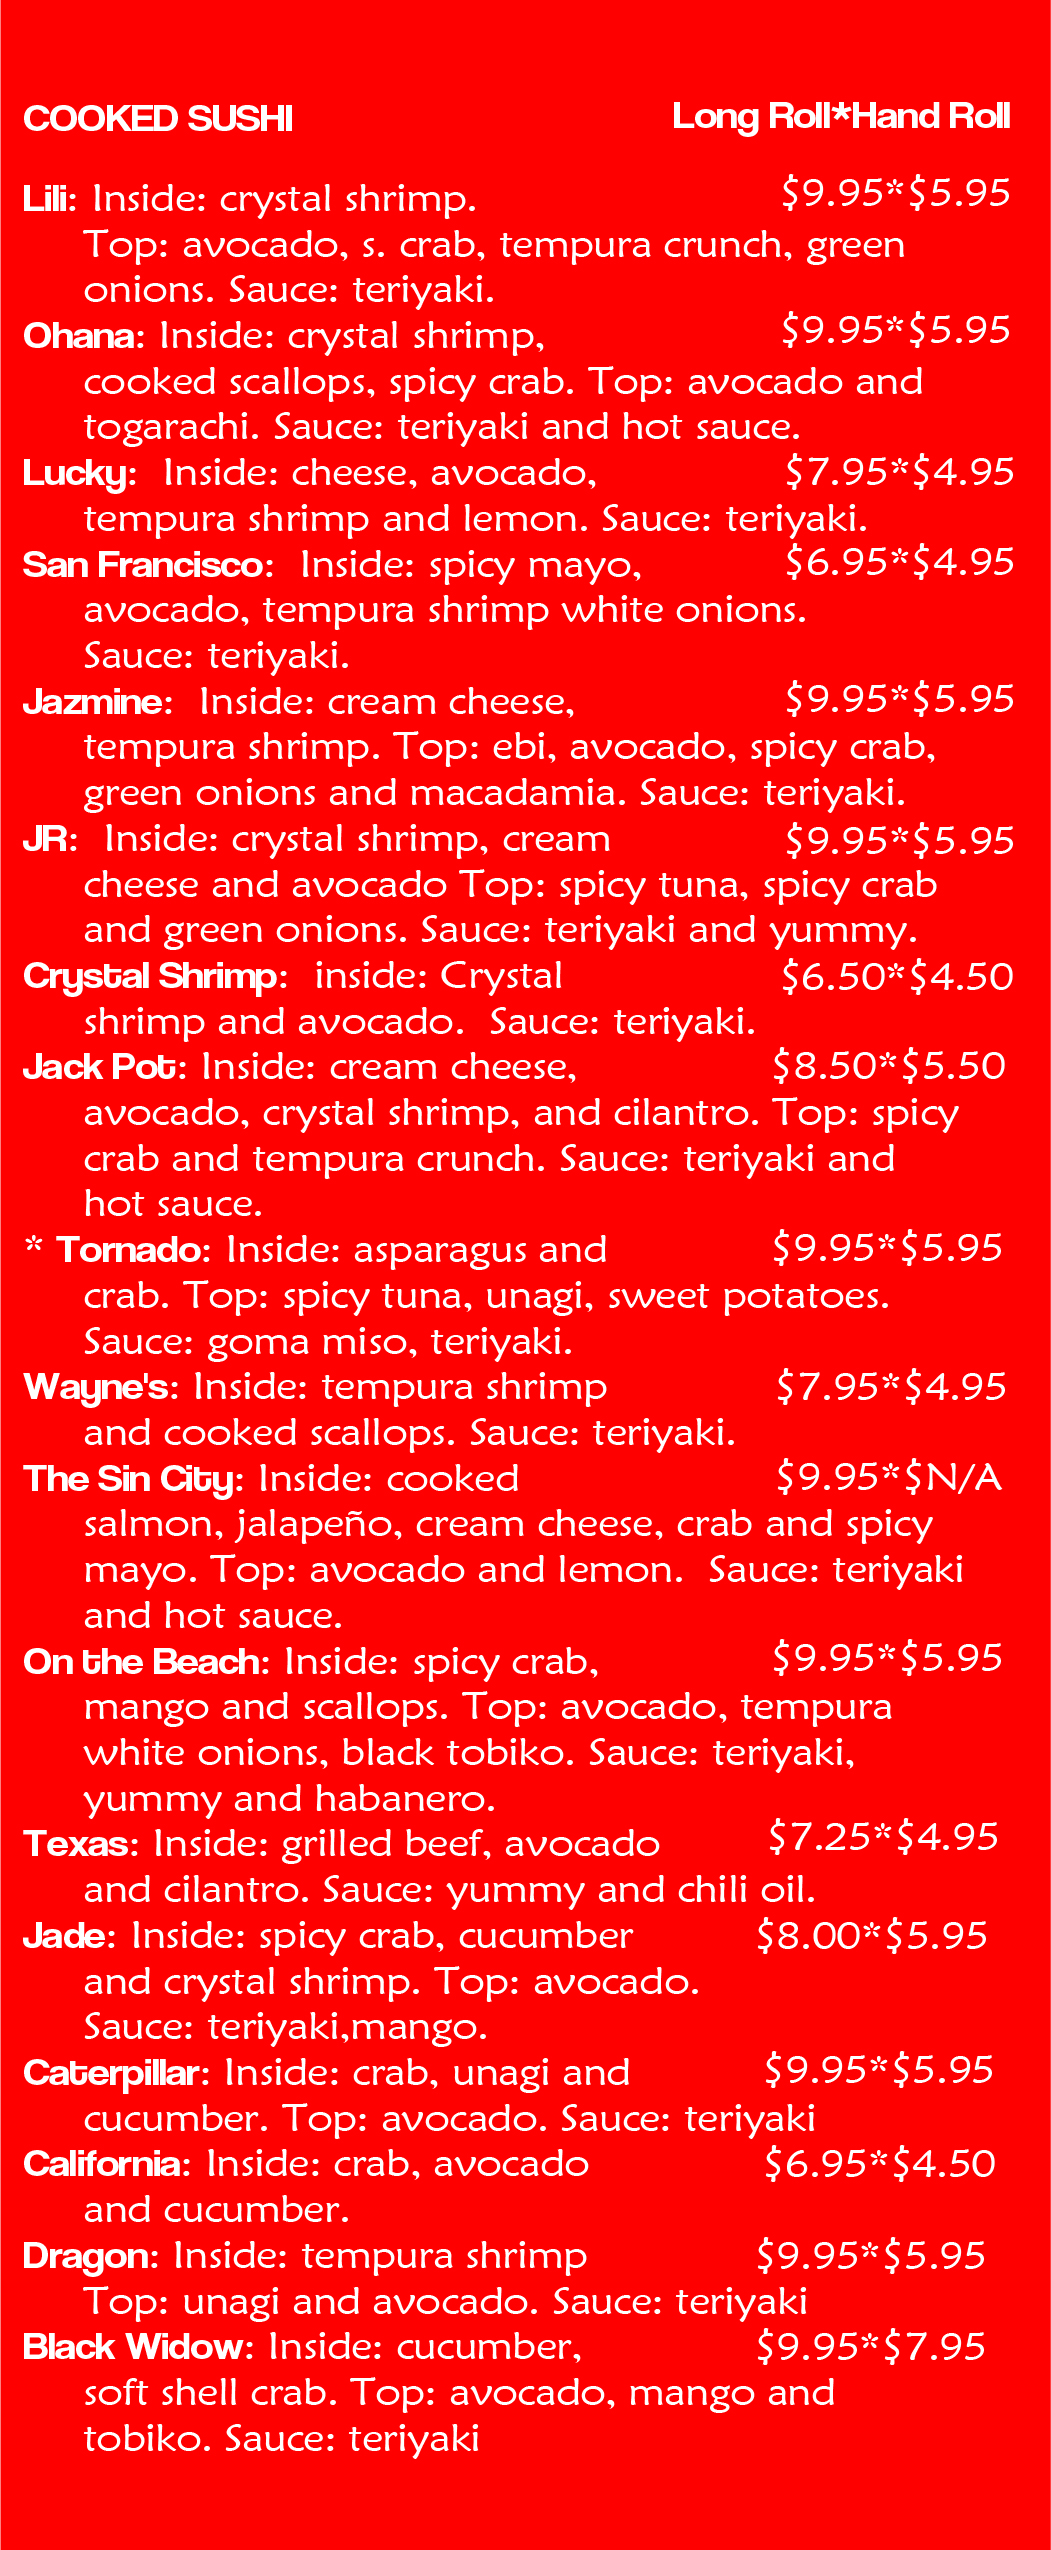 COOKED SUSHI Long Roll*Hand Roll
Lili: Inside: crystal shrimp. $9.95*$5.95
Top: avocado, s. crab, tempura crunch, green
onions. Sauce: teriyaki.
Ohana: Inside: crystal shrimp, $9.95*$5.95
cooked scallops, spicy crab. Top: avocado and
togarachi. Sauce: teriyaki and hot sauce.
Lucky: Inside: cheese, avocado, $7.95*$4.95
tempura shrimp and lemon. Sauce: teriyaki.
San Francisco: Inside: spicy mayo, $6.95*$4.95
avocado, tempura shrimp white onions.
Sauce: teriyaki.
Jazmine: Inside: cream cheese, $9.95*$5.95
tempura shrimp. Top: ebi, avocado, spicy crab,
green onions and macadamia. Sauce: teriyaki.
JR: Inside: crystal shrimp, cream $9.95*$5.95
cheese and avocado Top: spicy tuna, spicy crab
and green onions. Sauce: teriyaki and yummy.
Crystal Shrimp: inside: Crystal $6.50*$4.50
shrimp and avocado. Sauce: teriyaki.
Jack Pot: Inside: cream cheese, $8.50*$5.50
avocado, crystal shrimp, and cilantro. Top: spicy
crab and tempura crunch. Sauce: teriyaki and
hot sauce.
* Tornado: Inside: asparagus and $9.95*$5.95
crab. Top: spicy tuna, unagi, sweet potatoes.
Sauce: goma miso, teriyaki.
Wayne's: Inside: tempura shrimp $7.95*$4.95
and cooked scallops. Sauce: teriyaki.
The Sin City: Inside: cooked $9.95*$N/A
salmon, jalapeño, cream cheese, crab and spicy
mayo. Top: avocado and lemon. Sauce: teriyaki
and hot sauce.
On the Beach: Inside: spicy crab, $9.95*$5.95
mango and scallops. Top: avocado, tempura
white onions, black tobiko. Sauce: teriyaki,
yummy and habanero.
Texas: Inside: grilled beef, avocado $7.25*$4.95
and cilantro. Sauce: yummy and chili oil.
Jade: Inside: spicy crab, cucumber $8.00*$5.95
and crystal shrimp. Top: avocado.
Sauce: teriyaki,mango.
Caterpillar: Inside: crab, unagi and $9.95*$5.95
cucumber. Top: avocado. Sauce: teriyaki
California: Inside: crab, avocado $6.95*$4.50
and cucumber.
Dragon: Inside: tempura shrimp $9.95*$5.95
Top: unagi and avocado. Sauce: teriyaki
Black Widow: Inside: cucumber, $9.95*$7.95
soft shell crab. Top: avocado, mango and
tobiko. Sauce: teriyaki